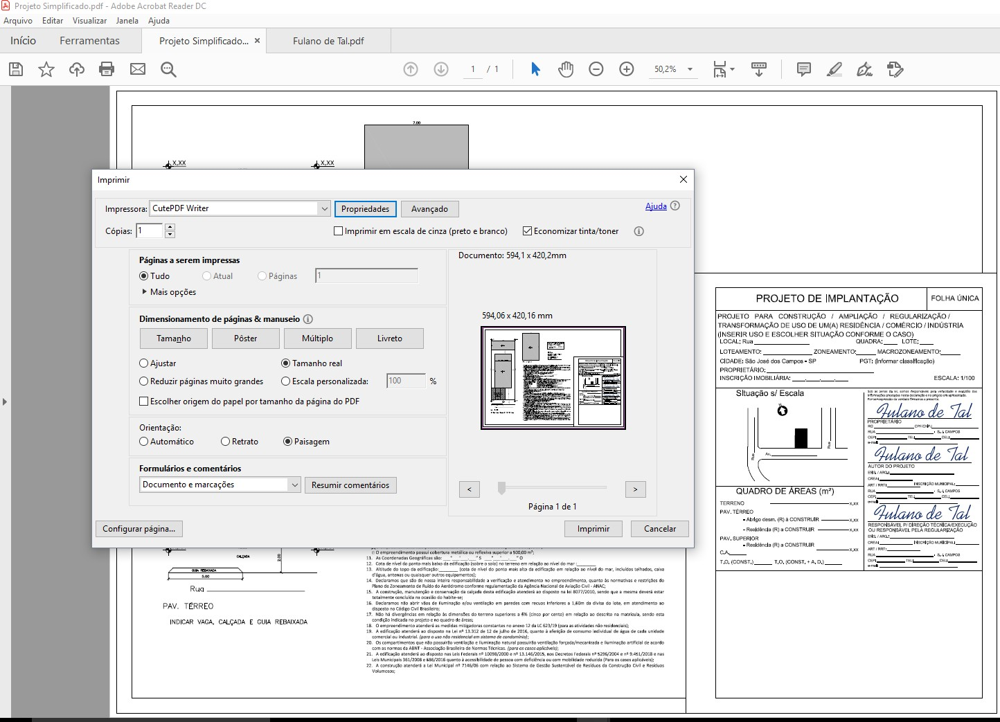 Projeto Simplificado.pdf - Adobe Acrobat Reader DC
Arquivo Editar Visualizar Janela Ajuda
Início Ferramentas Projeto Simplificado... × Fulano de Tal.pdf
1 / 1 50,2%
7.00
X,XX X,XX
Imprimir
Impressora: CutePDF Writer Propriedades Avançado Ajuda
Cópias: 1 Imprimir em escala de cinza (preto e branco) Economizar tinta/toner
Páginas a serem impressas
Tudo Atual Páginas 1
Mais opções
Dimensionamento de páginas & manuseio
Tamanho Pôster Múltiplo Livreto
Ajustar Tamanho real
Reduzir páginas muito grandes Escala personalizada: 100 %
Escolher origem do papel por tamanho da página do PDF
Orientação:
Automático Retrato Paisagem
Formulários e comentários
Documento e marcações Resumir comentários
Documento: 594,1 x 420,2mm
594,06 x 420,16 mm
< >
Página 1 de 1
Configurar página... Imprimir Cancelar
PROJETO DE IMPLANTAÇÃO FOLHA ÚNICA
PROJETO PARA CONSTRUÇÃO / AMPLIAÇÃO / REGULARIZAÇÃO /
TRANSFORMAÇÃO DE USO DE UM(A) RESIDÊNCIA / COMÉRCIO / INDÚSTRIA
(INSERIR USO E ESCOLHER SITUAÇÃO CONFORME O CASO)
LOCAL: Rua QUADRA: LOTE:
LOTEAMENTO: ZONEAMENTO: MACROZONEAMENTO:
CIDADE: São José dos Campos - SP PGT: (Informar classificação)
PROPRIETÁRIO:
INSCRIÇÃO IMOBILIÁRIA: ESCALA: 1/100
Situação s/ Escala
Rua Av. Rua
QUADRO DE ÁREAS (m²)
TERRENO X,XX
PAV. TÉRREO
- Abrigo desm. (R) à CONSTRUIR X,XX
- Residência (R) a CONSTRUIR X,XX
PAV. SUPERIOR
- Residência (R) à CONSTRUIR X,XX
C.A.
T.O. (CONST.) T.O. (CONST. + A. D.)
Sob as penas da lei, somos responsáveis pela veracidade e exatidão das
informações prestadas nesta declaração e no projeto ora apresentado.
Por ser expressão da verdade firmamos a presente.
Fulano de Tal
PROPRIETÁRIO
RG CPF/CNPJ
RUA - S. J. CAMPOS
CEP: TEL: CEL:
e-mail:
Fulano de Tal
AUTOR DO PROJETO
ENG. / ARQ.:
CREA:
ART / RRT: INSCRIÇÃO MUNICIPAL:
RUA - S. J. CAMPOS
CEP: TEL: CEL:
e-mail:
Fulano de Tal
RESPONSÁVEL P/ DIREÇÃO TÉCNICA/EXECUÇÃO
OU RESPONSÁVEL PELA REGULARIZAÇÃO
ENG. / ARQ.:
CREA: INSCRIÇÃO MUNICIPAL:
ART / RRT:
RUA - S. J. CAMPOS
CEP: TEL: CEL:
e-mail:
CALÇADA
2.00
GUIA REBAIXADA
5.00
Rua
PAV. TÉRREO
INDICAR VAGA, CALÇADA E GUIA REBAIXADA
□ O empreendimento possui cobertura metálica ou reflexiva superior a 500,00 m²;
11. As Coordenadas Geográficas são: ° ' " S ° ' " O
12. Cota de nível do ponto mais baixo da edificação (sobre o solo) no terreno em relação ao nível do mar :
13. Altitude do topo da edificação: (cota de nível do ponto mais alto da edificação em relação ao nível do mar, incluídos telhados, caixa
d'água, antenas ou quaisquer outros equipamentos);
14. Declaramos que são de nossa inteira responsabilidade a verificação e atendimento no empreendimento, quanto às normativas e restrições do
Plano de Zoneamento de Ruído do Aeródromo conforme regulamentação da Agência Nacional de Aviação Civil - ANAC;
15. A construção, manutenção e conservação da calçada desta edificação atenderá ao disposto na lei 8077/2010, sendo que a mesma deverá estar
totalmente concluída na ocasião do habite-se;
16. Declaramos não abrir vãos de iluminação e/ou ventilação em paredes com recuos inferiores a 1,50m da divisa do lote, em atendimento ao
disposto no Código Civil Brasileiro;
17. Não há divergências em relação às dimensões do terreno superiores a 5% (cinco por cento) em relação ao descrito na matrícula, sendo esta
condição indicada no projeto e no quadro de áreas;
18. O empreendimento atenderá as medidas mitigadoras constantes no anexo 12 da LC 623/19 (para as atividades não residenciais);
19. A edificação atenderá ao disposto na Lei nº 13.312 de 12 de julho de 2016, quanto à aferição de consumo individual de água de cada unidade
comercial ou industrial. (para o uso não residencial em sistema de condomínio);
20. Os compartimentos que não possuirão ventilação e iluminação natural possuirão ventilação forçada/mecantrada e iluminação artificial de acordo
com as normas da ABNT - Associação Brasileira de Normas Técnicas. (para os casos aplicáveis);
21. A edificação atenderá ao disposto nas Leis Federais nº 10098/2000 e nº 13.146/2015, nos Decretos Federais nº 5296/2004 e nº 9.451/2018 e nas
Leis Municipais 361/2008 e 686/2016 quanto à acessibilidade de pessoa com deficiência ou com mobilidade reduzida (Para os casos aplicáveis);
22. A construção atenderá a Lei Municipal nº 7146/06 com relação ao Sistema de Gestão Sustentável de Resíduos da Construção Civil e Resíduos
Volumosos;